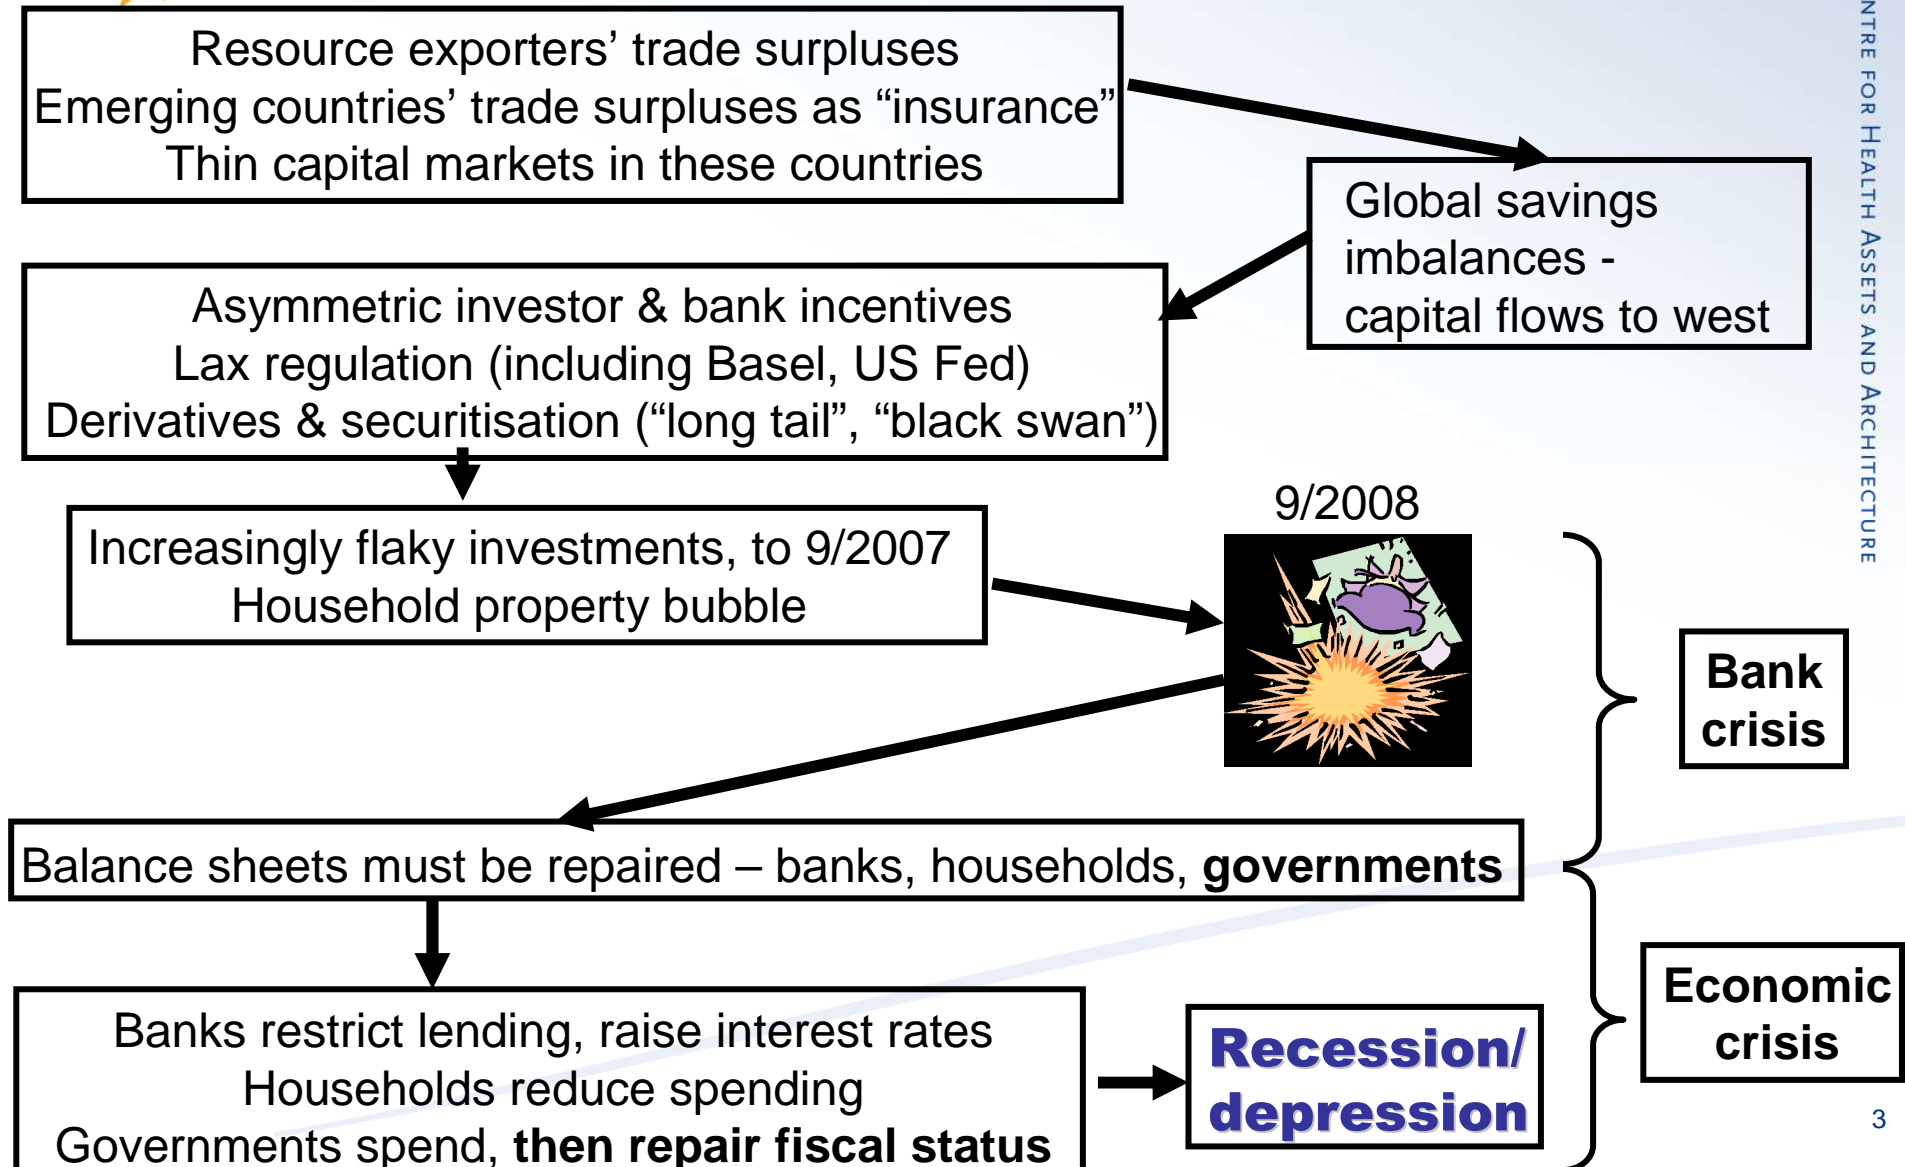 Resource exporters’ trade surpluses
Emerging countries’ trade surpluses as “insurance”
Thin capital markets in these countries
Global savings
imbalances -
capital flows to west
Asymmetric investor & bank incentives
Lax regulation (including Basel, US Fed)
Derivatives & securitisation (“long tail”, “black swan”)
Increasingly flaky investments, to 9/2007
Household property bubble
9/2008
Bank
crisis
Balance sheets must be repaired – banks, households, governments
Banks restrict lending, raise interest rates
Households reduce spending
Governments spend, then repair fiscal status
Recession/
depression
Economic
crisis
NTRE FOR HEALTH ASSETS AND ARCHITECTURE
3